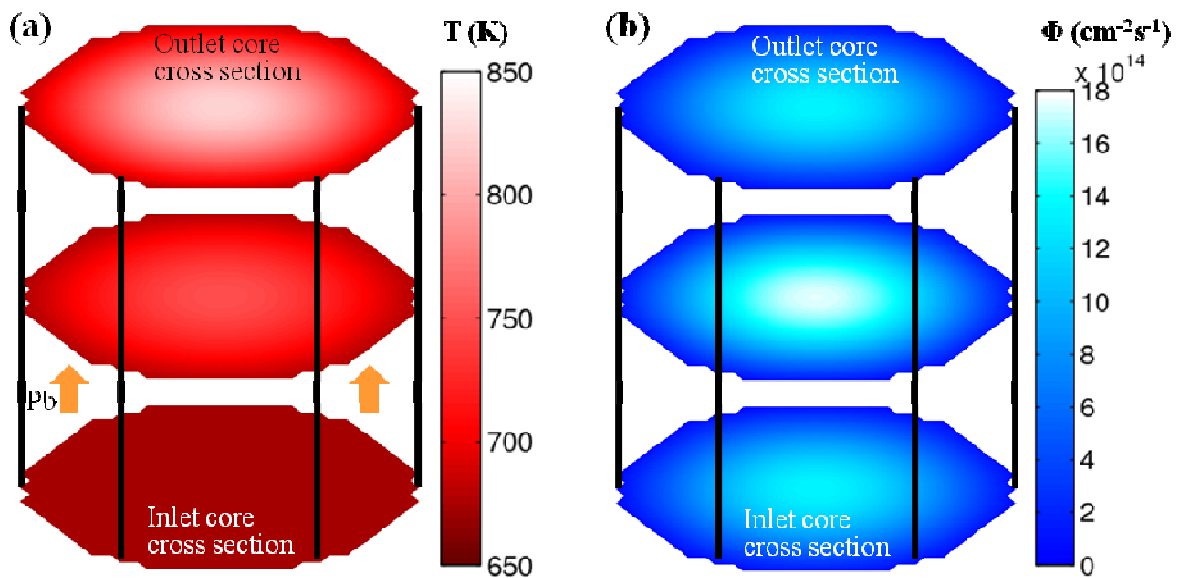 (a)
T (K)
Outlet core
cross section
850
800
750
700
650
Pb
Inlet core
cross section
(b)
Φ (cm⁻²s⁻¹)
x 10¹⁴
Outlet core
cross section
18
16
14
12
10
8
6
4
2
0
Inlet core
cross section